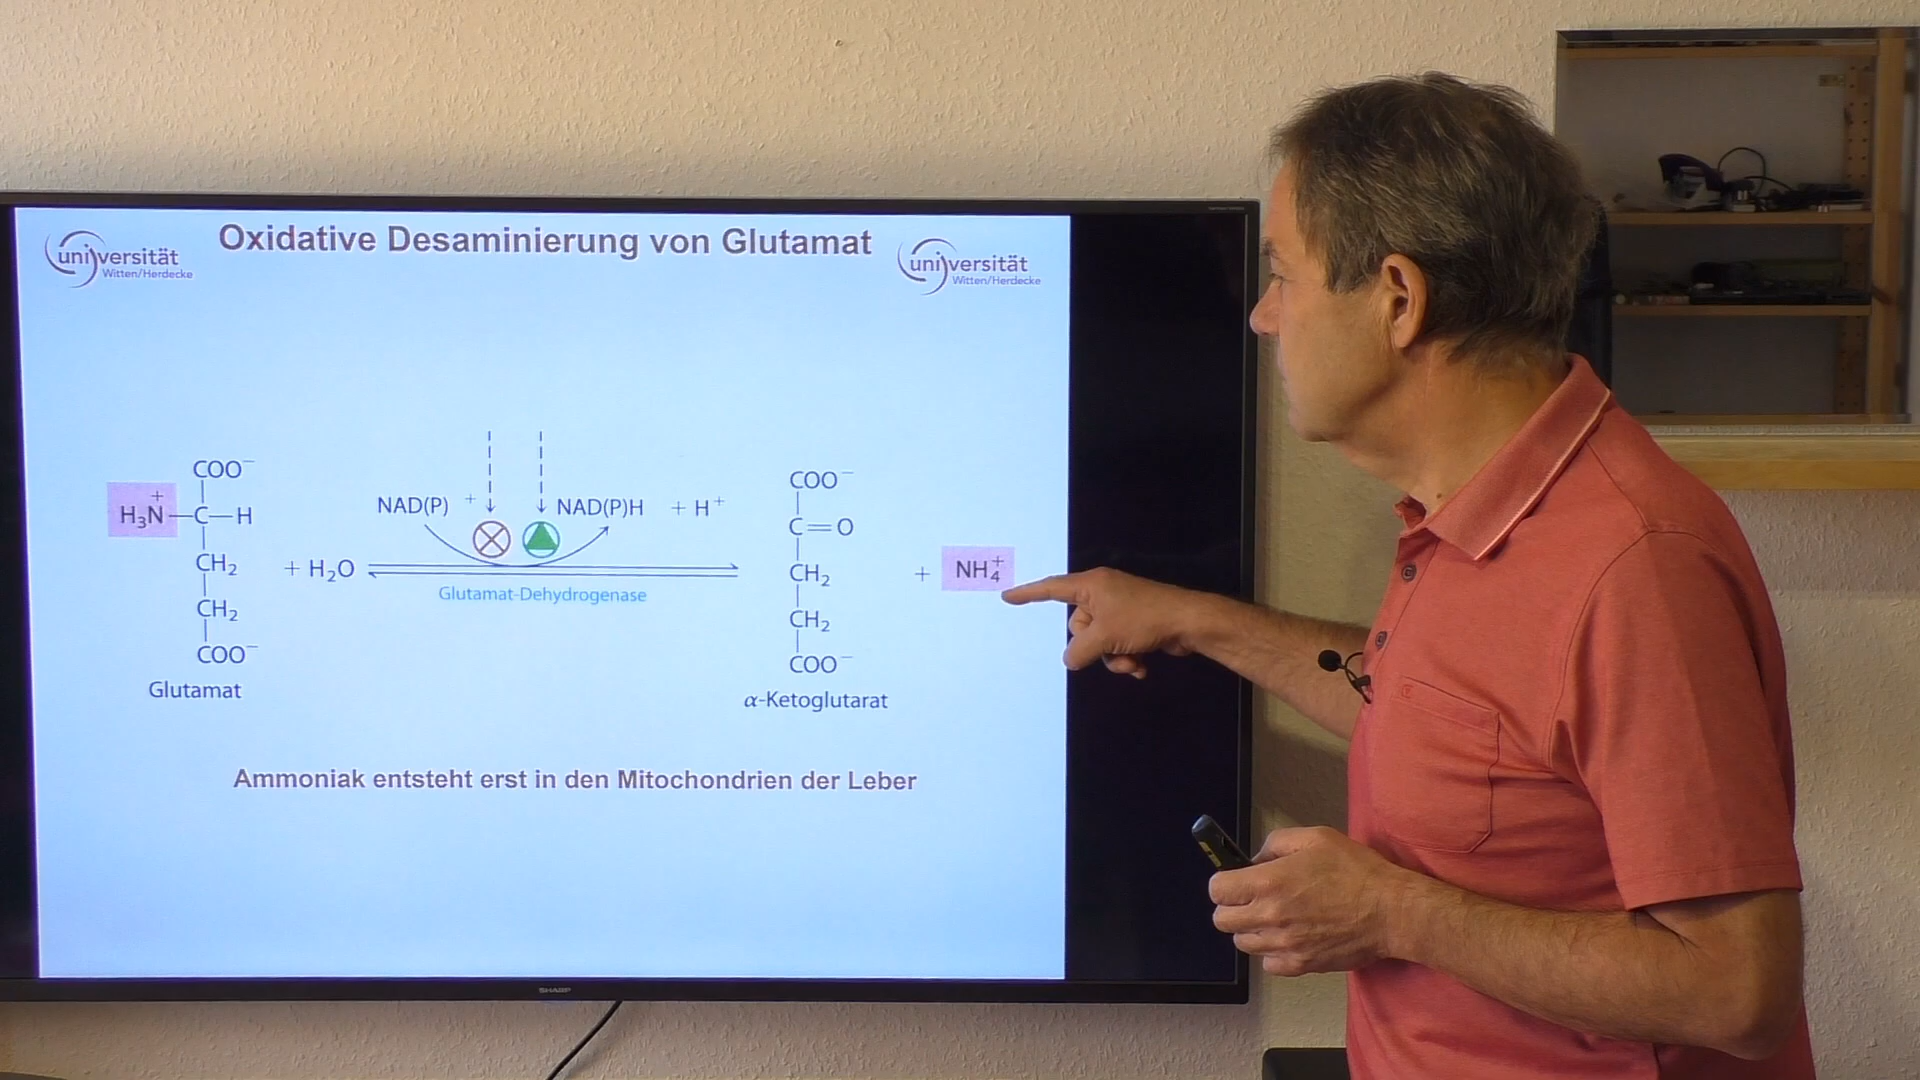 Oxidative Desaminierung von Glutamat
universität
Witten/Herdecke
universität
Witten/Herdecke
COO⁻
H₃N⁺—C—H
CH₂
CH₂
COO⁻
Glutamat
+ H₂O
NAD(P)⁺
NAD(P)H + H⁺
Glutamat-Dehydrogenase
COO⁻
C=O
CH₂
CH₂
COO⁻
α-Ketoglutarat
+ NH₄⁺
Ammoniak entsteht erst in den Mitochondrien der Leber
SHARP